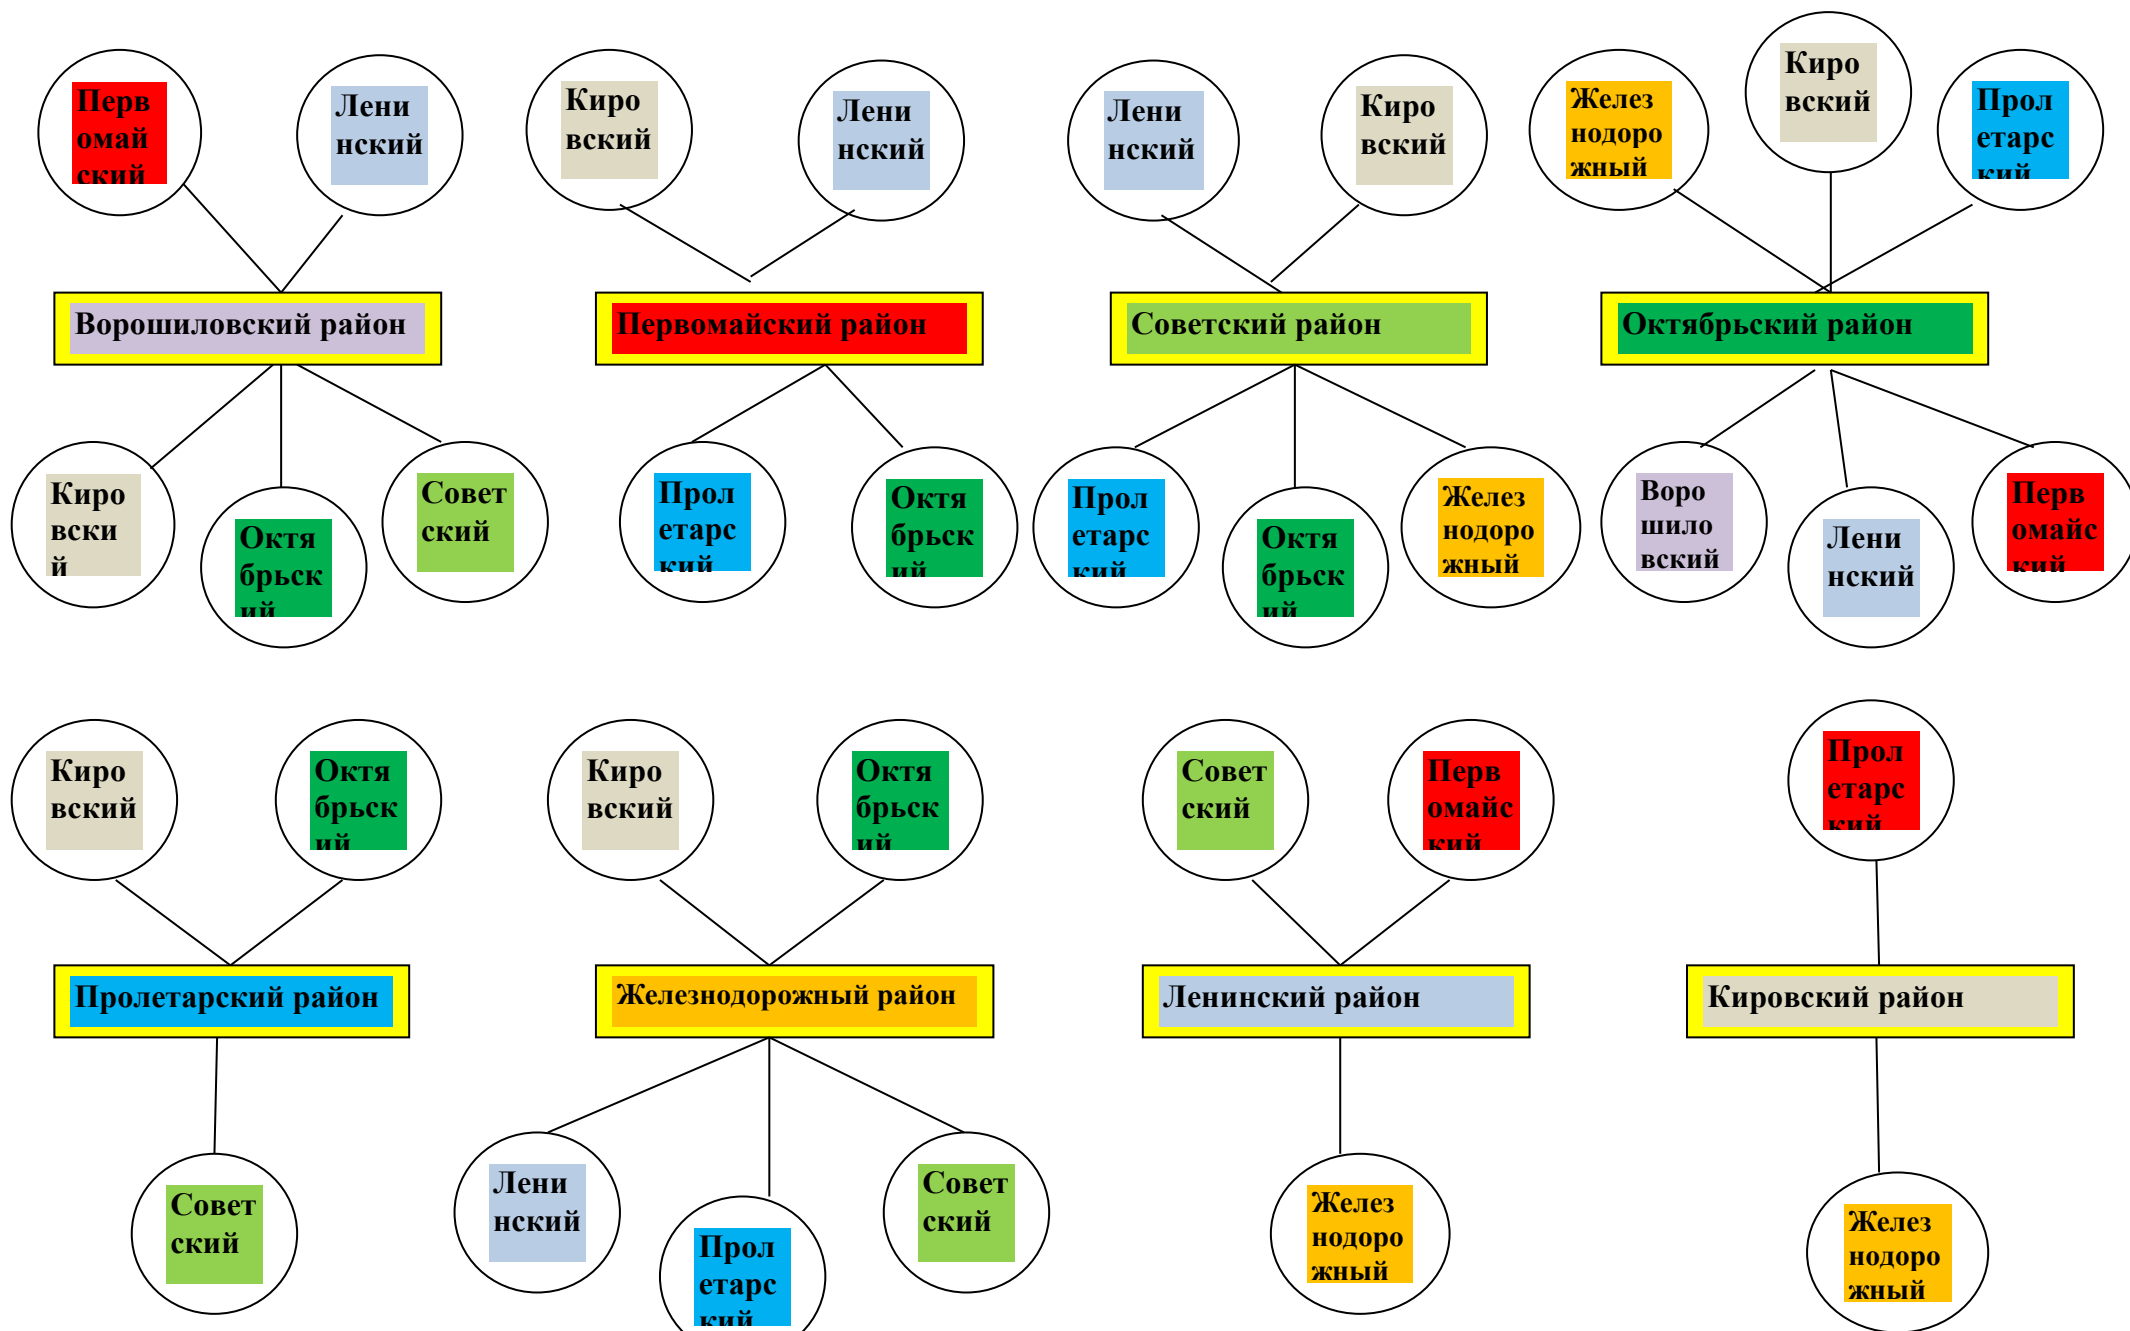 Перв
омай
ский
Лени
нский
Киро
вский
Лени
нский
Лени
нский
Киро
вский
Желез
нодоро
жный
Киро
вский
Прол
етарс
кий
Ворошиловский район
Первомайский район
Советский район
Октябрьский район
Киро
вски
й
Октя
брьск
ий
Совет
ский
Прол
етарс
кий
Октя
брьск
ий
Прол
етарс
кий
Октя
брьск
ий
Желез
нодоро
жный
Воро
шило
вский
Лени
нский
Перв
омайс
кий
Киро
вский
Октя
брьск
ий
Киро
вский
Октя
брьск
ий
Совет
ский
Перв
омайс
кий
Прол
етарс
кий
Пролетарский район
Железнодорожный район
Ленинский район
Кировский район
Совет
ский
Лени
нский
Прол
етарс
кий
Совет
ский
Желез
нодоро
жный
Желез
нодоро
жный